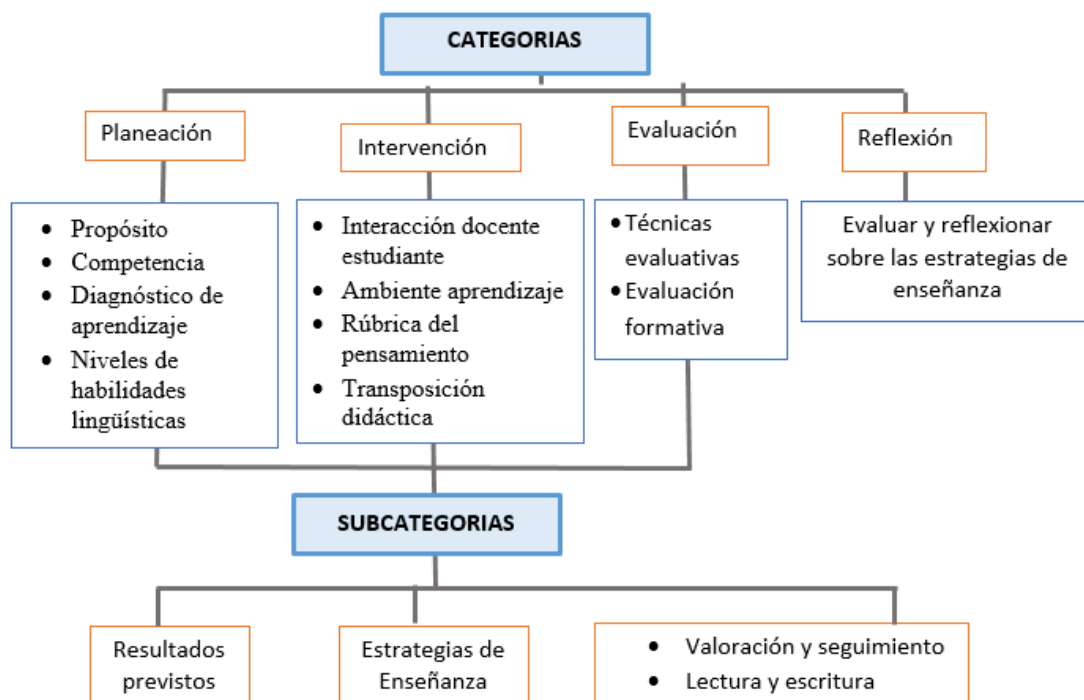 CATEGORIAS
Planeación
Intervención
Evaluación
Reflexión
• Propósito
• Competencia
• Diagnóstico de
aprendizaje
• Niveles de
habilidades
lingüísticas
• Interacción docente
estudiante
• Ambiente aprendizaje
• Rúbrica del
pensamiento
• Transposición
didáctica
• Técnicas
evaluativas
• Evaluación
formativa
Evaluar y reflexionar
sobre las estrategias de
enseñanza
SUBCATEGORIAS
Resultados
previstos
Estrategias de
Enseñanza
• Valoración y seguimiento
• Lectura y escritura